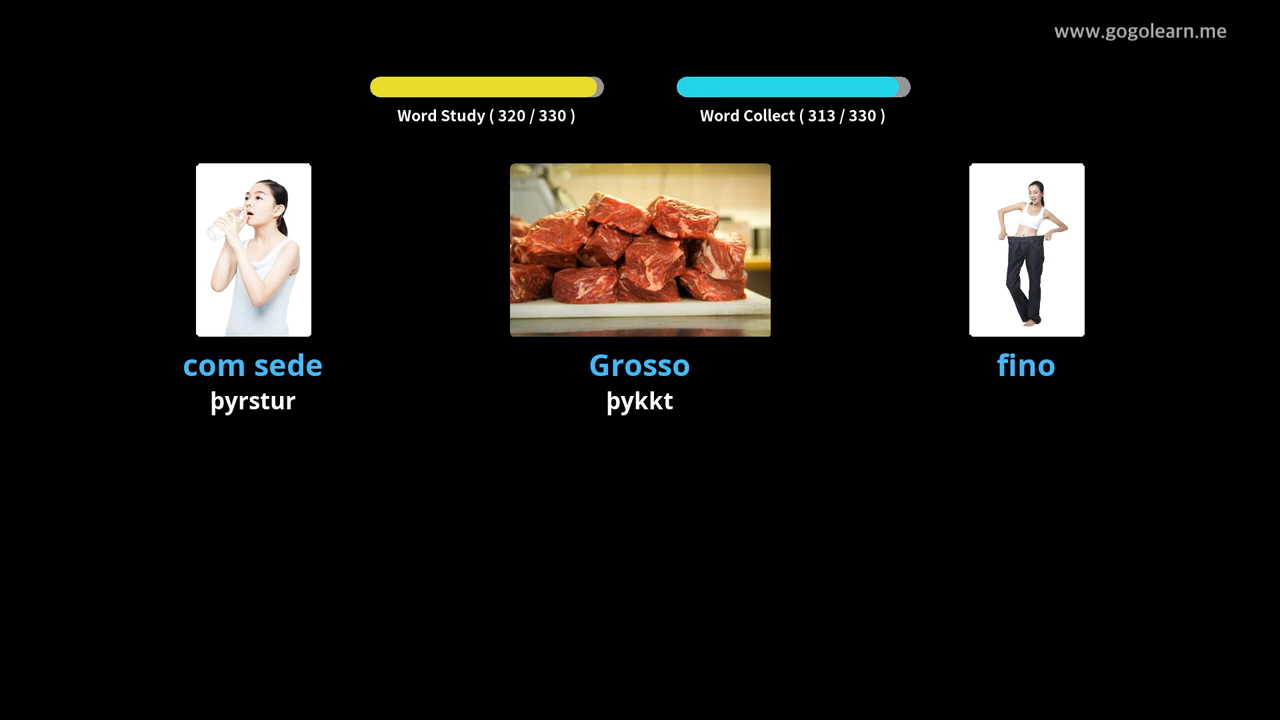 www.gogolearn.me
Word Study ( 320 / 330 )
Word Collect ( 313 / 330 )
com sede
þyrstur
Grosso
þykkt
fino